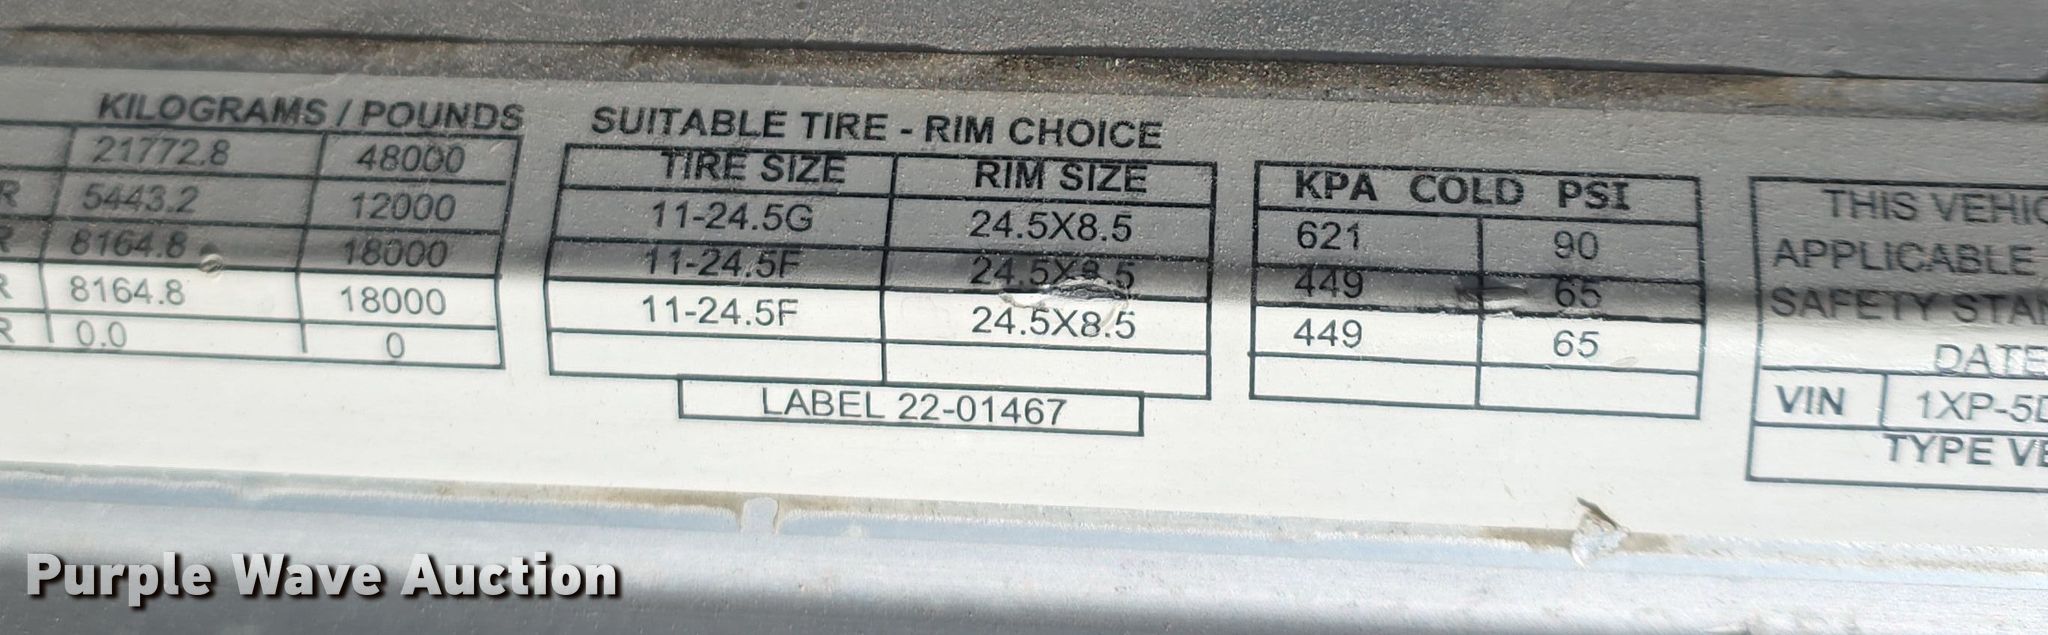 KILOGRAMS / POUNDS
21772.8 48000
R 5443.2 12000
R 8164.8 18000
R 8164.8 18000
R 0.0 0
SUITABLE TIRE - RIM CHOICE
TIRE SIZE RIM SIZE
11-24.5G 24.5X8.5
11-24.5F 24.5X8.5
11-24.5F 24.5X8.5
LABEL 22-01467
KPA COLD PSI
621 90
449 65
449 65
THIS VEHIC
APPLICABLE
SAFETY STAN
DATE
VIN 1XP-5D
TYPE VE
Purple Wave Auction